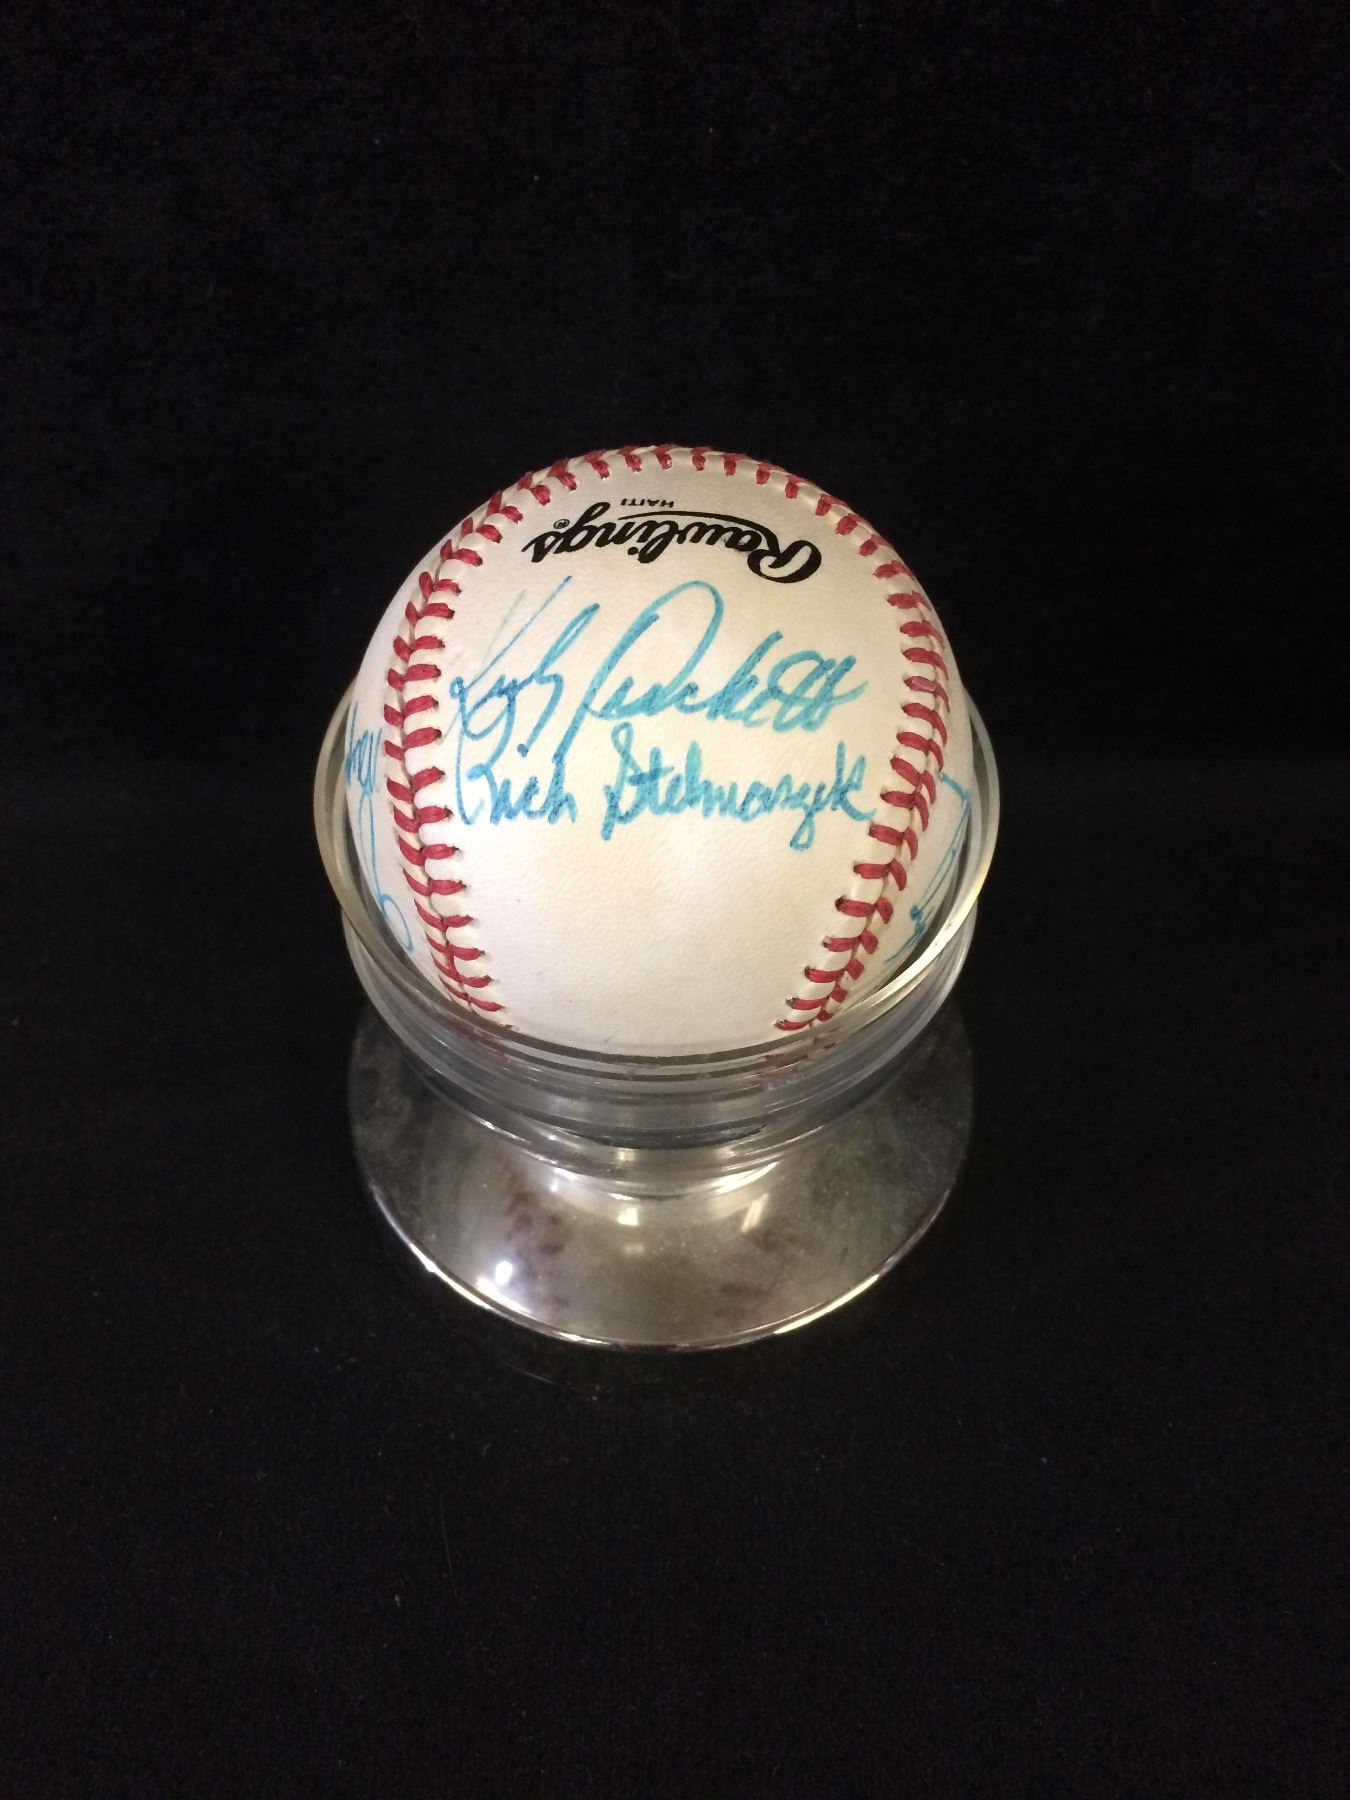 Rawlings®
HAITI
Kirby Puckett
Rich Stelmaszek